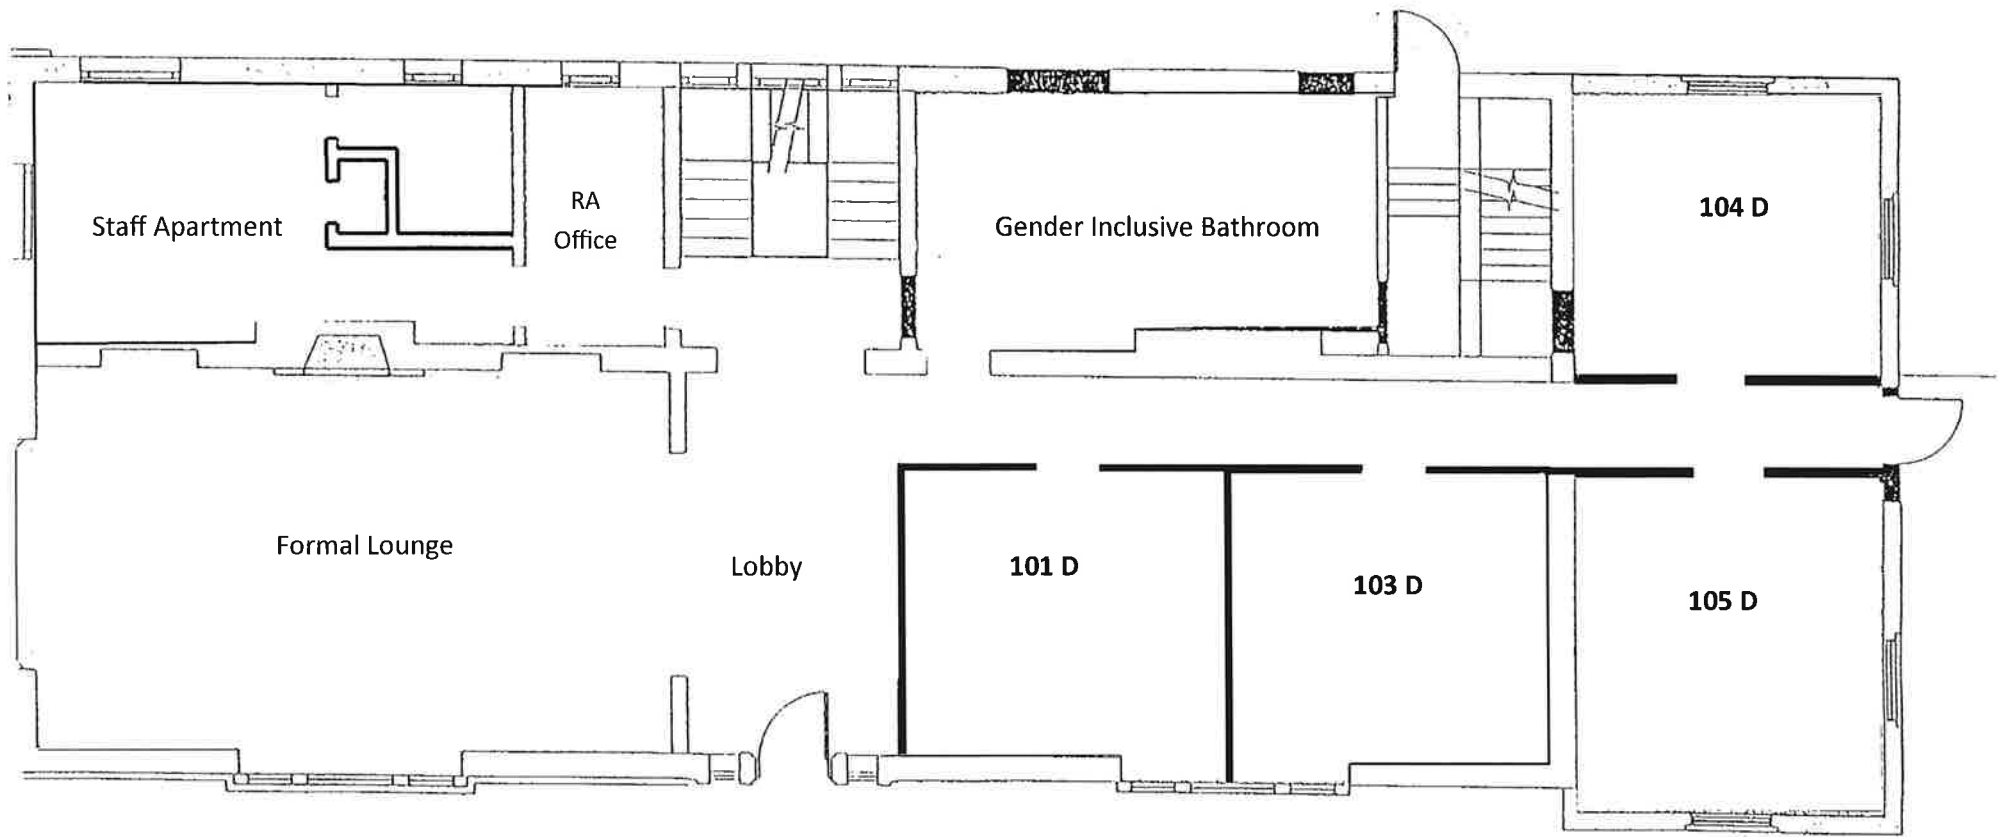 Staff Apartment
RA
Office
Gender Inclusive Bathroom
104 D
Formal Lounge
Lobby
101 D
103 D
105 D